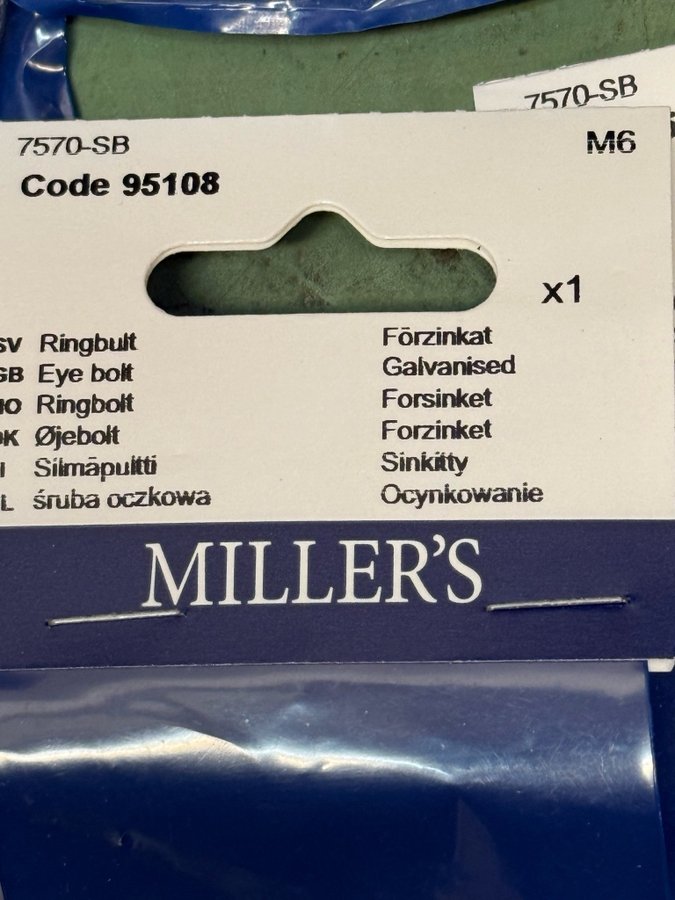 7570-SB
7570-SB M6
Code 95108
x1
SV Ringbult Förzinkat
GB Eye bolt Galvanised
NO Ringbolt Forsinket
DK Øjebolt Forzinket
I Silmäpultti Sinkitty
L śruba oczkowa Ocynkowanie
MILLER'S